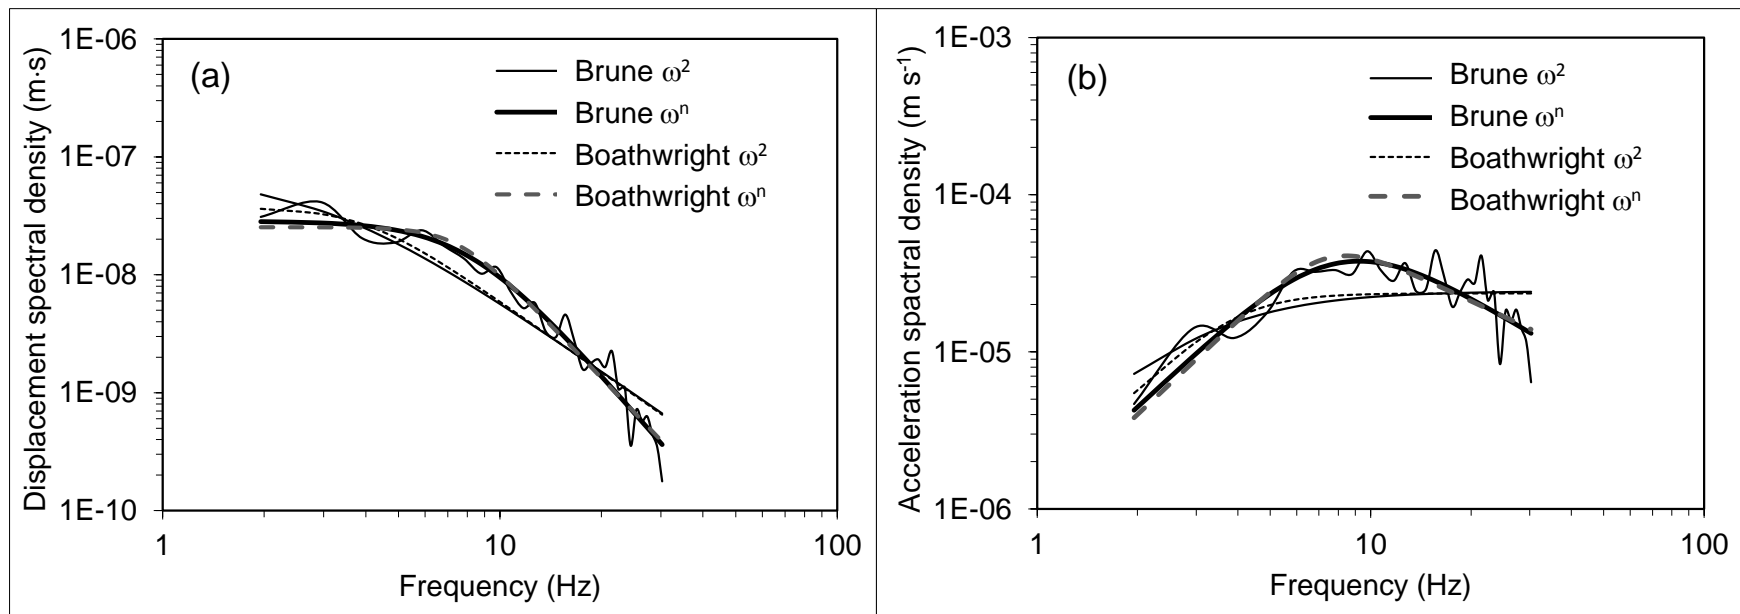 (a)
Displacement spectral density (m·s)
1E-06
1E-07
1E-08
1E-09
1E-10
Brune ω²
Brune ωⁿ
Boathwright ω²
Boathwright ωⁿ
1 10 100
Frequency (Hz)
(b)
Acceleration spactral density (m s⁻¹)
1E-03
1E-04
1E-05
1E-06
Brune ω²
Brune ωⁿ
Boathwright ω²
Boathwright ωⁿ
1 10 100
Frequency (Hz)